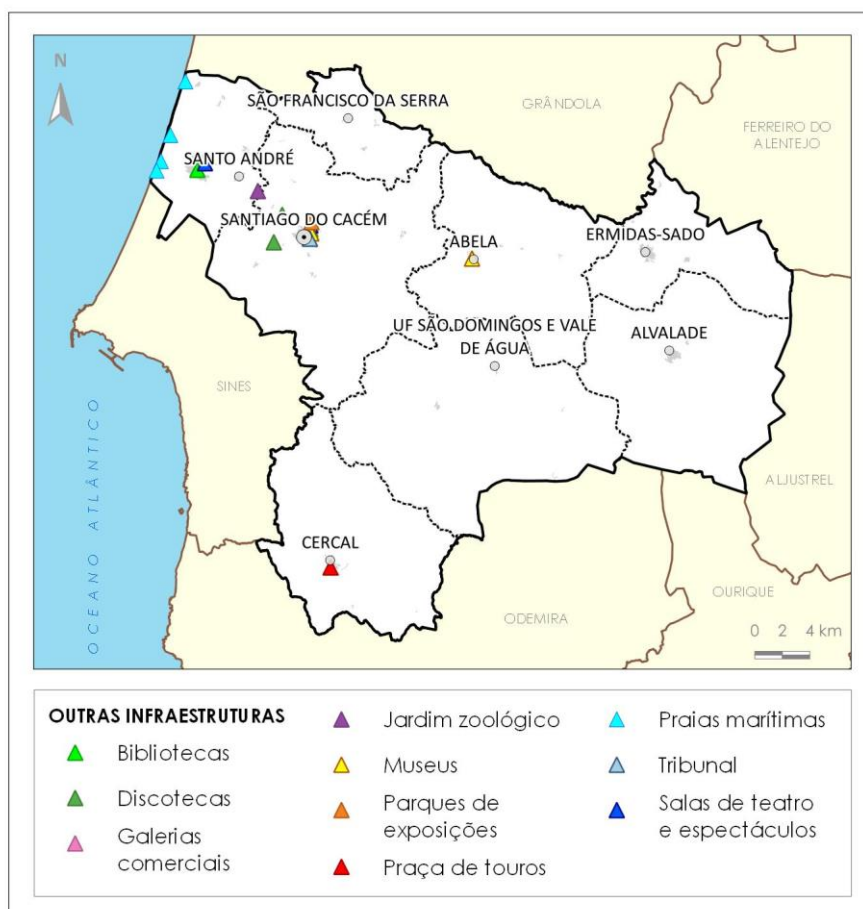 N
SÃO FRANCISCO DA SERRA
GRÂNDOLA
FERREIRO DO
ALENTEJO
SANTO ANDRÉ
SANTIAGO DO CACÉM
ABELA
ERMIDAS-SADO
UF SÃO DOMINGOS E VALE
DE ÁGUA
ALVALADE
SINES
OCEANO ATLÂNTICO
ALJUSTREL
CERCAL
OURIQUE
ODEMIRA
0 2 4 km
OUTRAS INFRAESTRUTURAS
Bibliotecas
Discotecas
Galerias
comerciais
Jardim zoológico
Museus
Parques de
exposições
Praça de touros
Praias marítimas
Tribunal
Salas de teatro
e espectáculos